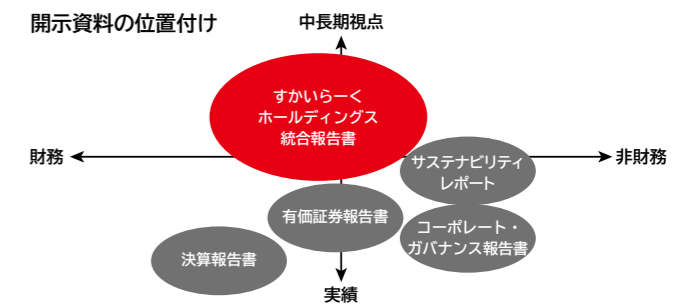 開示資料の位置付け
中長期視点
すかいらーく
ホールディングス
統合報告書
財務
非財務
サステナビリティ
レポート
有価証券報告書
コーポレート・
ガバナンス報告書
決算報告書
実績